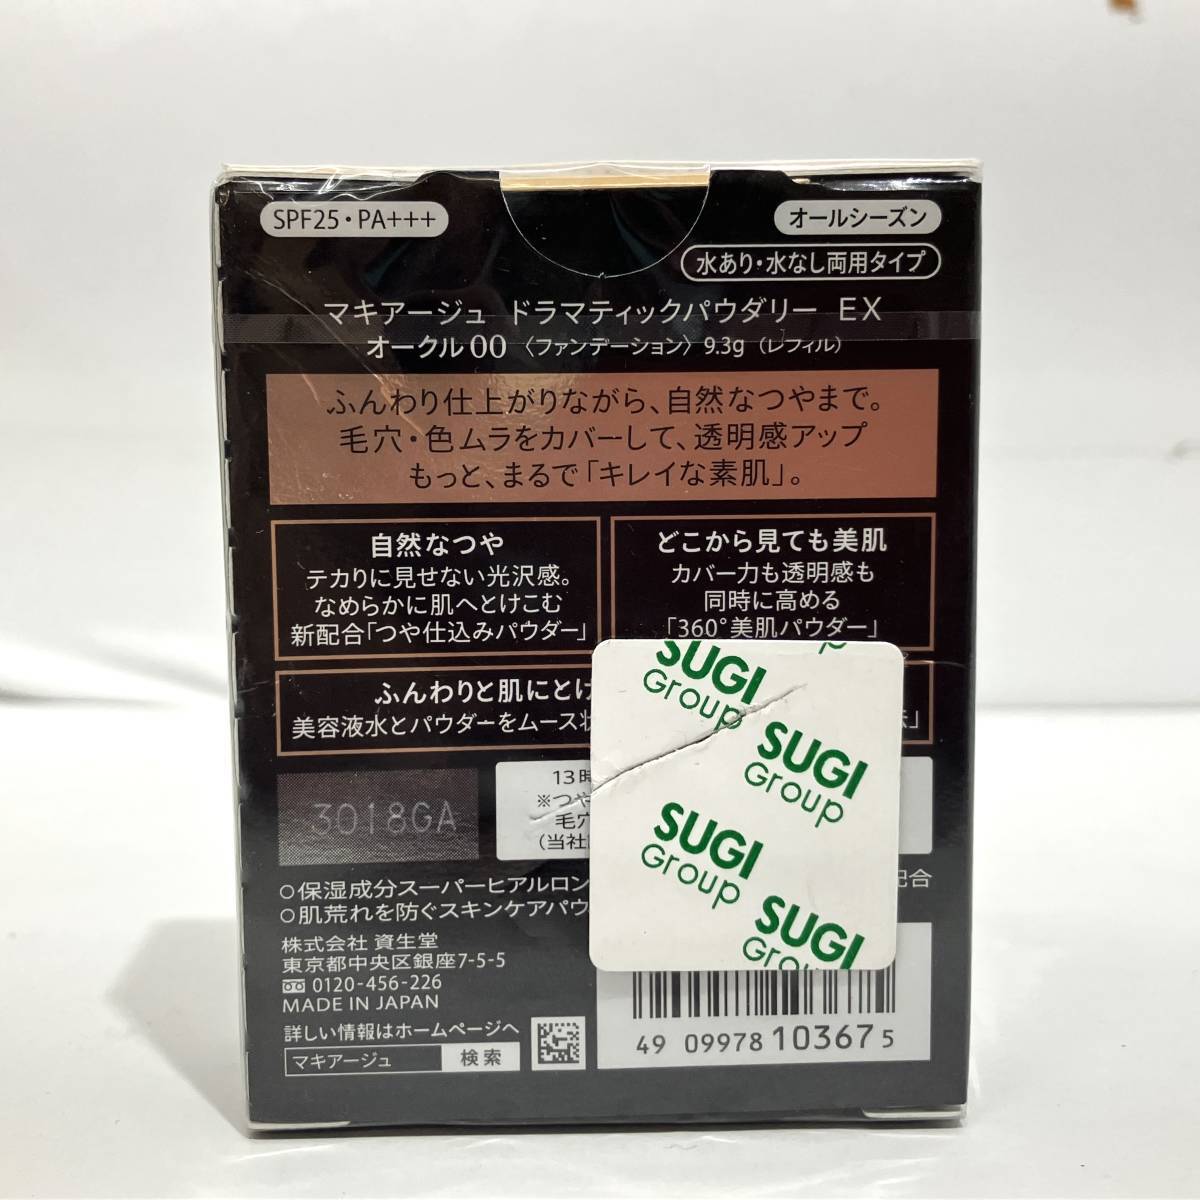 SPF25・PA+++
オールシーズン
水あり・水なし両用タイプ
マキアージュ ドラマティックパウダリー EX
オークル00 〈ファンデーション〉9.3g（レフィル）
ふんわり仕上がりながら、自然なつやまで。
毛穴・色ムラをカバーして、透明感アップ
もっと、まるで「キレイな素肌」。
自然なつや
テカりに見せない光沢感。
なめらかに肌へとけこむ
新配合「つや仕込みパウダー」
どこから見ても美肌
カバー力も透明感も
同時に高める
「360°美肌パウダー」
ふんわりと肌にとけ
美容液水とパウダーをムース状
」
3018GA
13時
※つや
毛穴
（当社
○保湿成分スーパーヒアルロン
配合
○肌荒れを防ぐスキンケアパウ
株式会社 資生堂
東京都中央区銀座7-5-5
0120-456-226
MADE IN JAPAN
詳しい情報はホームページへ
マキアージュ 検索
SUGI
Group
SUGI
Group
SUGI
Group
SUGI
Group
49 09978 10367 5